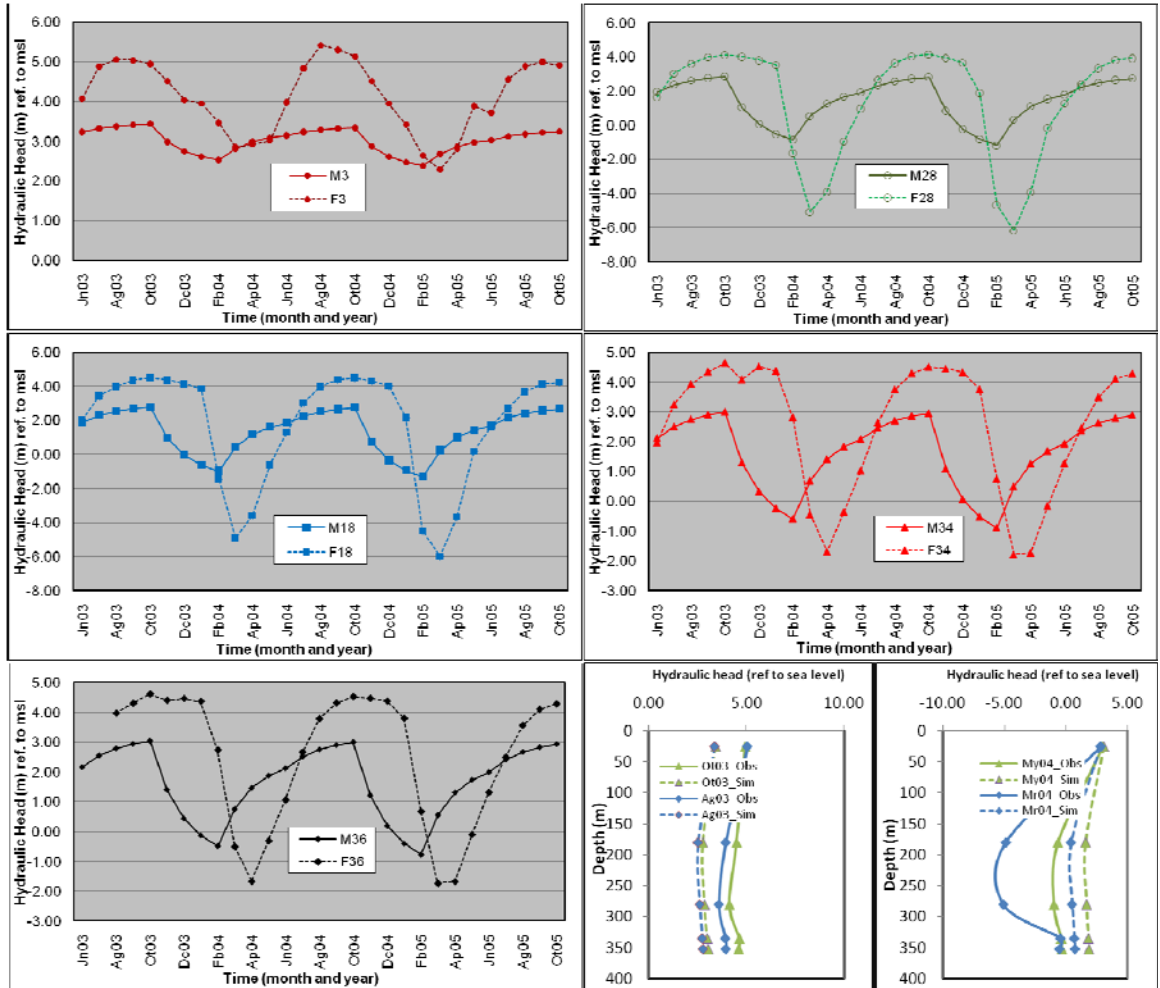 Hydraulic Head (m) ref. to msl
6.00
5.00
4.00
3.00
2.00
1.00
0.00
M3
F3
Jn03 Ag03 Ot03 Dc03 Fb04 Ap04 Jn04 Ag04 Ot04 Dc04 Fb05 Ap05 Jn05 Ag05 Ot05
Time (month and year)
Hydraulic Head (m) ref. to msl
6.00
4.00
2.00
0.00
-2.00
-4.00
-6.00
-8.00
M28
F28
Jn03 Ag03 Ot03 Dc03 Fb04 Ap04 Jn04 Ag04 Ot04 Dc04 Fb05 Ap05 Jn05 Ag05 Ot05
Time (month and year)
Hydraulic Head (m) ref. to msl
6.00
4.00
2.00
0.00
-2.00
-4.00
-6.00
-8.00
M18
F18
Jn03 Ag03 Ot03 Dc03 Fb04 Ap04 Jn04 Ag04 Ot04 Dc04 Fb05 Ap05 Jn05 Ag05 Ot05
Time (month and year)
Hydraulic Head (m) ref. to msl
5.00
4.00
3.00
2.00
1.00
0.00
-1.00
-2.00
-3.00
M34
F34
Jn03 Ag03 Ot03 Dc03 Fb04 Ap04 Jn04 Ag04 Ot04 Dc04 Fb05 Ap05 Jn05 Ag05 Ot05
Time (month and year)
Hydraulic Head (m) ref. to msl
5.00
4.00
3.00
2.00
1.00
0.00
-1.00
-2.00
-3.00
M36
F36
Jn03 Ag03 Ot03 Dc03 Fb04 Ap04 Jn04 Ag04 Ot04 Dc04 Fb05 Ap05 Jn05 Ag05 Ot05
Time (month and year)
Hydraulic head (ref to sea level)
0.00 5.00 10.00
Depth (m)
0
50
100
150
200
250
300
350
400
Ot03_Obs
Ot03_Sim
Ag03_Obs
Ag03_Sim
Hydraulic head (ref to sea level)
-10.00 -5.00 0.00 5.00
Depth (m)
0
50
100
150
200
250
300
350
400
My04_Obs
My04_Sim
Mr04_Obs
Mr04_Sim